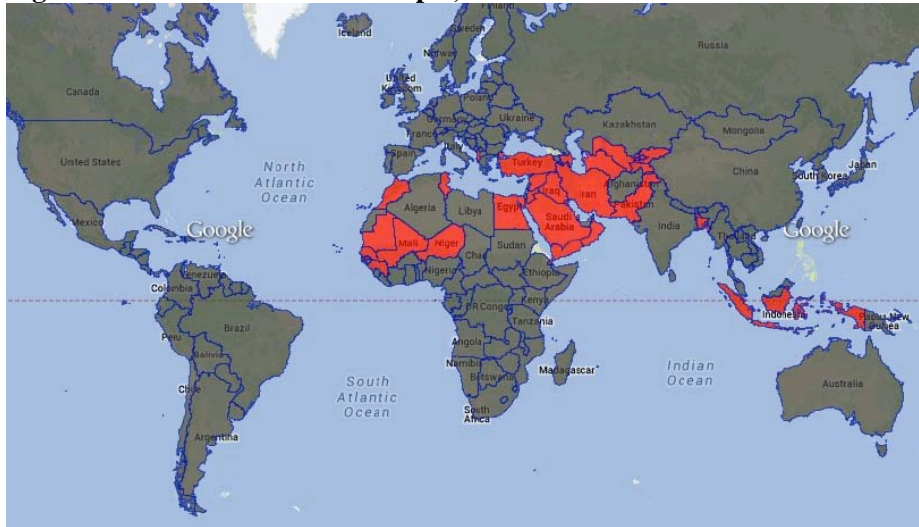 Iceland
Sweden
Finland
Norway
Russia
Canada
United
Kingdom
Poland
Germany
Ukraine
Kazakhstan
France
Mongolia
Italy
Spain
Turkey
United States
North
Atlantic
Ocean
China
South Korea
Japan
Iraq
Iran
Afghanistan
Pakistan
Algeria
Libya
Egypt
Saudi
Arabia
India
Mexico
Google
Mali
Niger
Chad
Sudan
Thailand
Google
Nigeria
Ethiopia
Venezuela
Colombia
DR Congo
Kenya
Indonesia
Papua New
Guinea
Tanzania
Brazil
Peru
Angola
Bolivia
Namibia
Botswana
Madagascar
Indian
Ocean
Australia
Chile
South
Atlantic
Ocean
South
Africa
Argentina